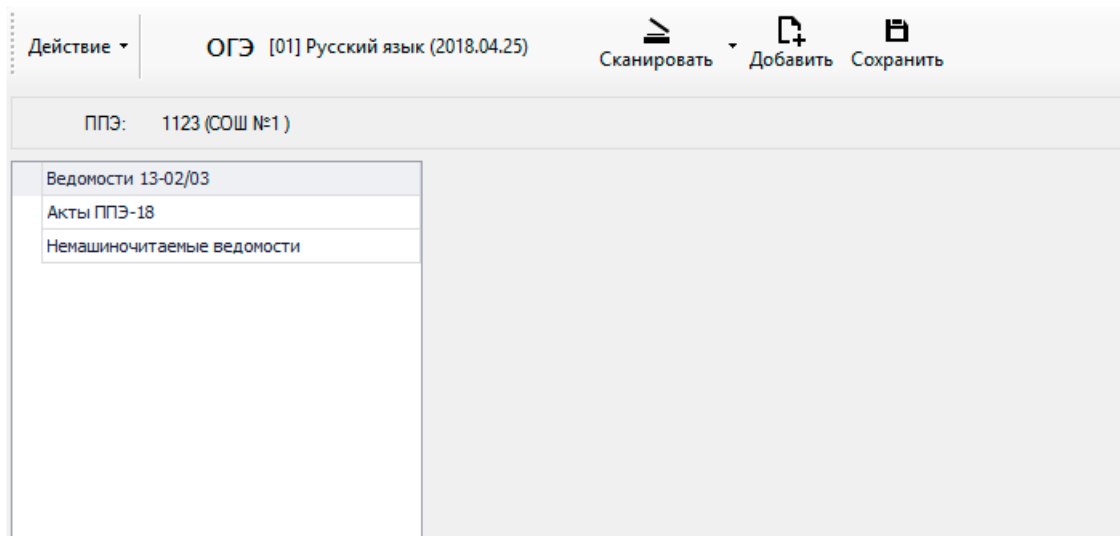 Действие ОГЭ [01] Русский язык (2018.04.25) Сканировать Добавить Сохранить
ППЭ: 1123 (СОШ №1 )
Ведомости 13-02/03
Акты ППЭ-18
Немашиночитаемые ведомости